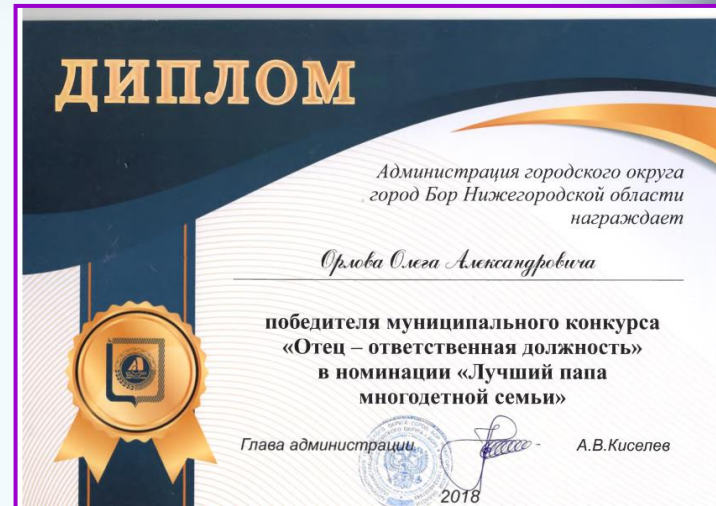 ДИПЛОМ
Администрация городского округа
город Бор Нижегородской области
награждает
Орлова Олега Александровича
победителя муниципального конкурса
«Отец – ответственная должность»
в номинации «Лучший папа
многодетной семьи»
Глава администрации А.В.Киселев
2018